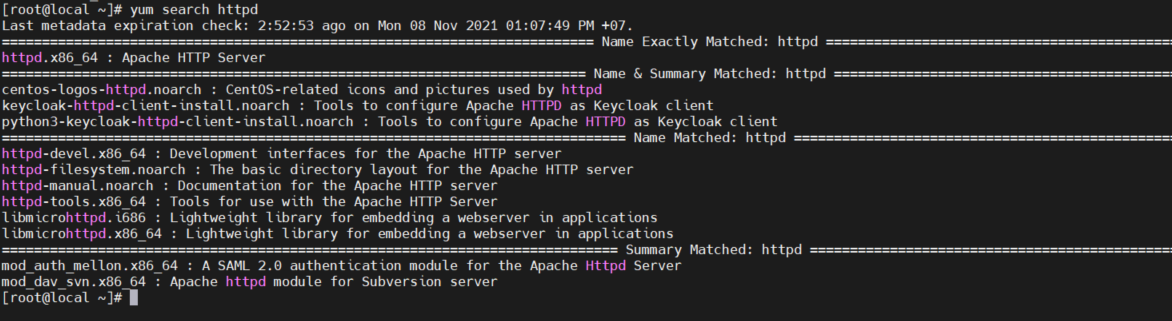 [root@local ~]# yum search httpd
Last metadata expiration check: 2:52:53 ago on Mon 08 Nov 2021 01:07:49 PM +07.
========================================================================== Name Exactly Matched: httpd ===========================================
httpd.x86_64 : Apache HTTP Server
========================================================================= Name & Summary Matched: httpd ==========================================
centos-logos-httpd.noarch : CentOS-related icons and pictures used by httpd
keycloak-httpd-client-install.noarch : Tools to configure Apache HTTPD as Keycloak client
python3-keycloak-httpd-client-install.noarch : Tools to configure Apache HTTPD as Keycloak client
============================================================================== Name Matched: httpd ===============================================
httpd-devel.x86_64 : Development interfaces for the Apache HTTP server
httpd-filesystem.noarch : The basic directory layout for the Apache HTTP server
httpd-manual.noarch : Documentation for the Apache HTTP server
httpd-tools.x86_64 : Tools for use with the Apache HTTP Server
libmicrohttpd.i686 : Lightweight library for embedding a webserver in applications
libmicrohttpd.x86_64 : Lightweight library for embedding a webserver in applications
============================================================================= Summary Matched: httpd =============================================
mod_auth_mellon.x86_64 : A SAML 2.0 authentication module for the Apache Httpd Server
mod_dav_svn.x86_64 : Apache httpd module for Subversion server
[root@local ~]#